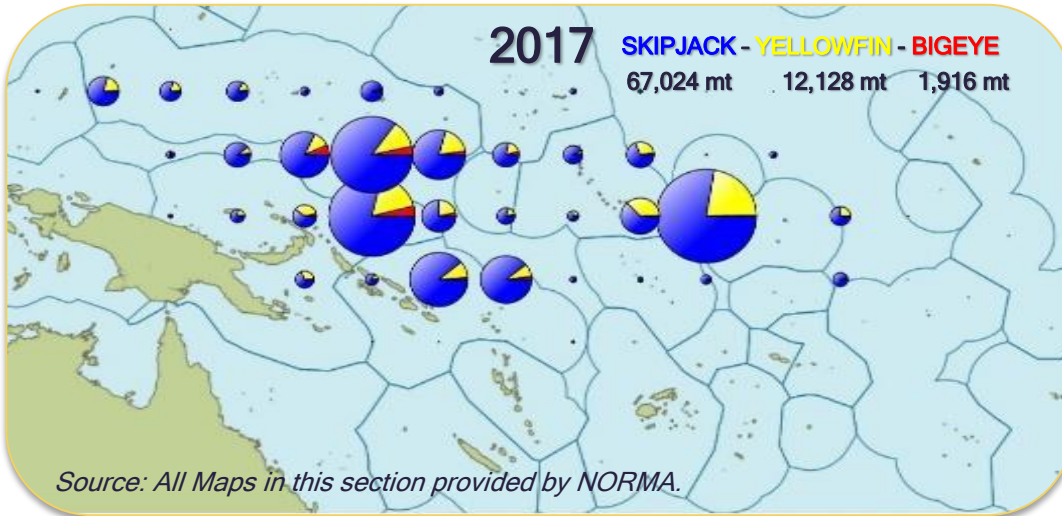 2017 SKIPJACK - YELLOWFIN - BIGEYE
67,024 mt . 12,128 mt 1,916 mt
Source: All Maps in this section provided by NORMA.